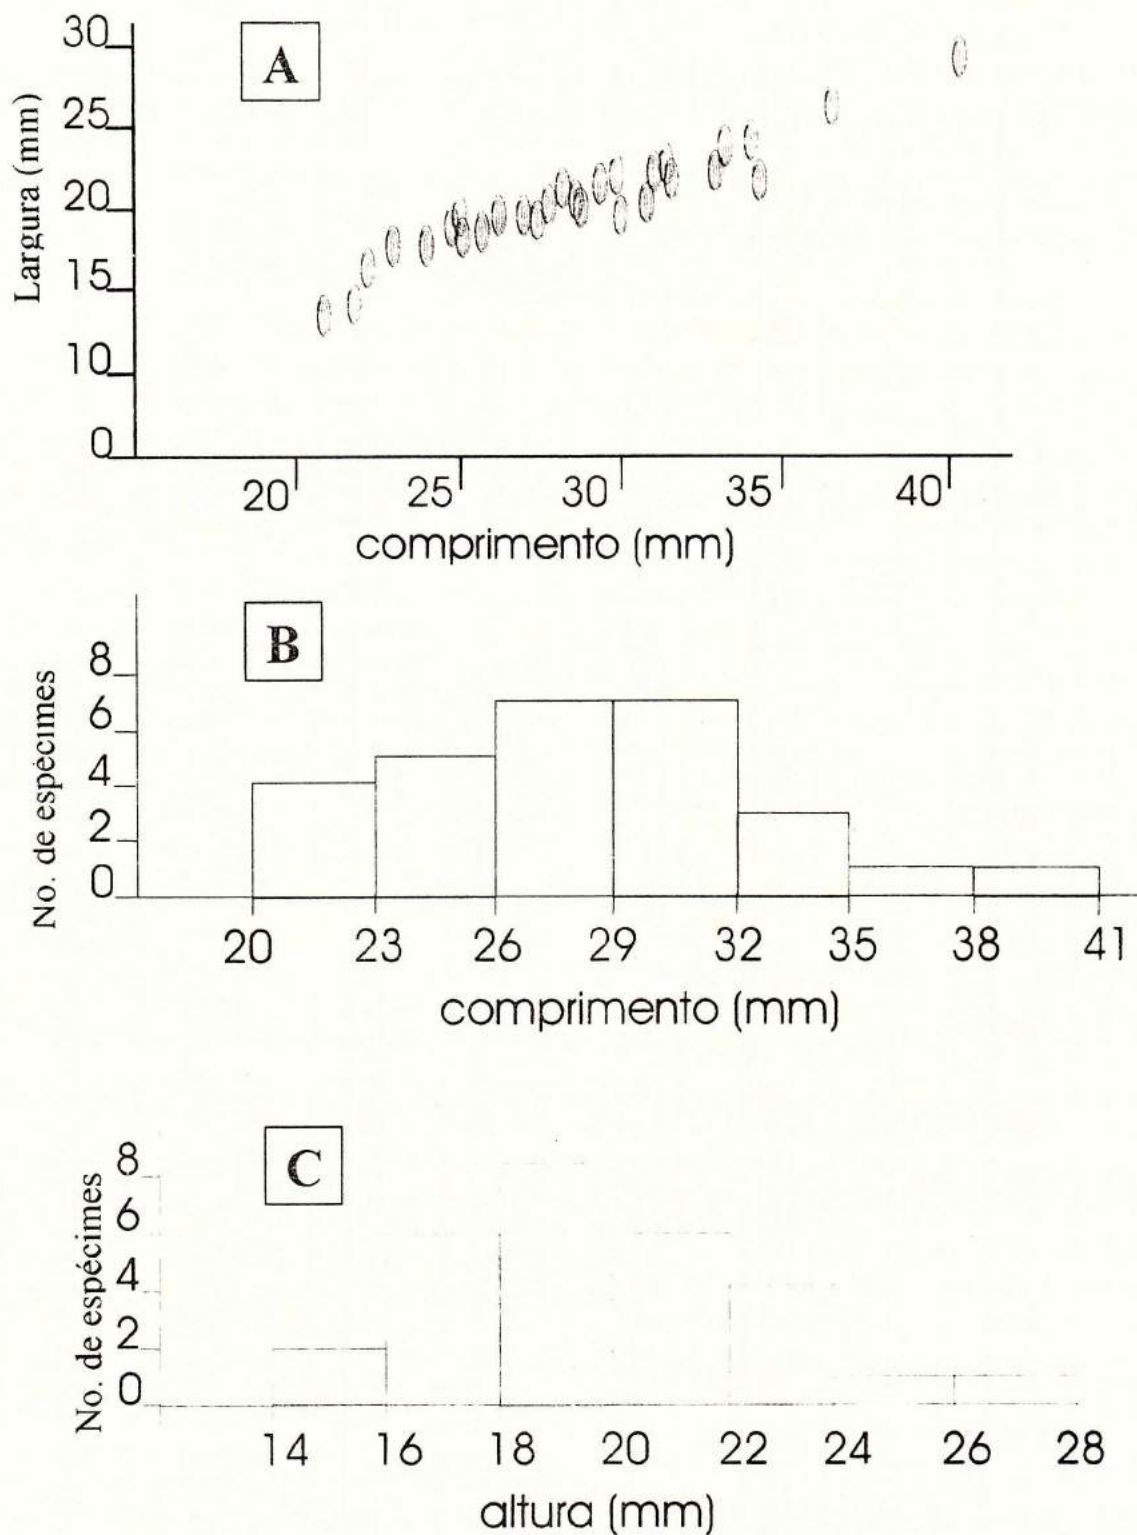 A
Largura (mm)
30
25
20
15
10
0
20 25 30 35 40
comprimento (mm)
B
No. de espécimes
8
6
4
2
0
20 23 26 29 32 35 38 41
comprimento (mm)
C
No. de espécimes
8
6
4
2
0
14 16 18 20 22 24 26 28
altura (mm)